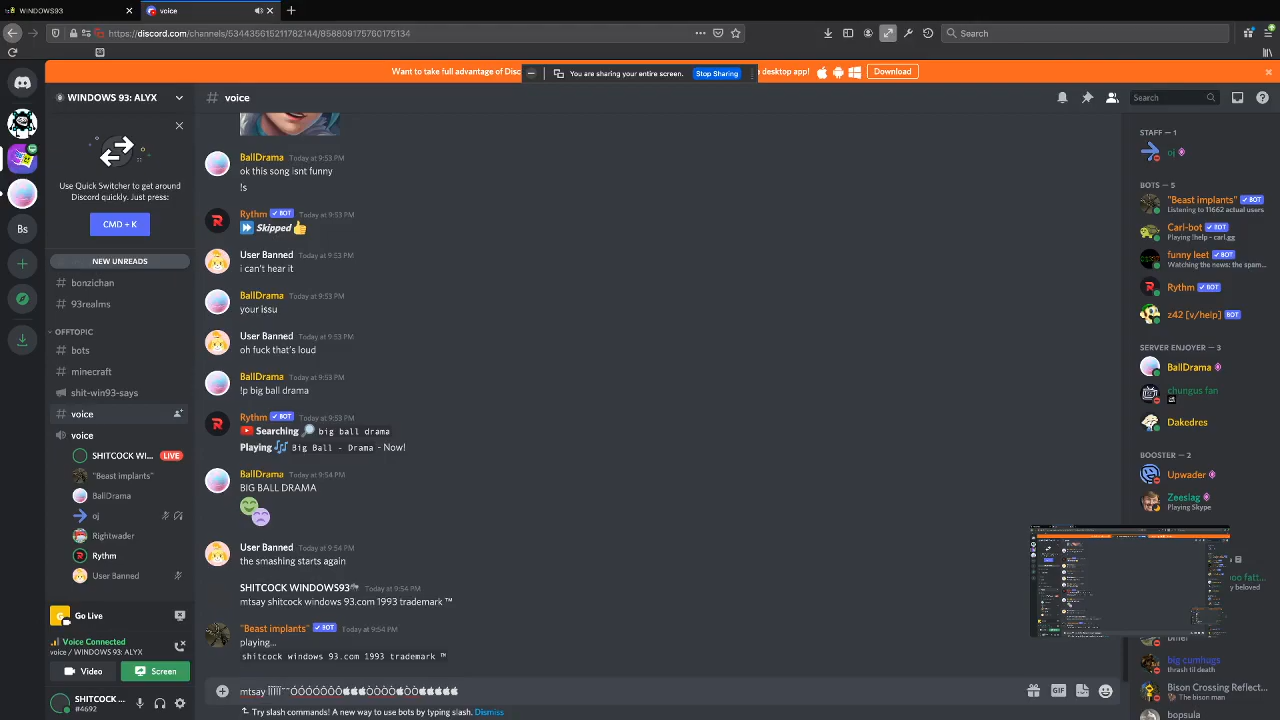 WINDOWS93
voice
https://discord.com/channels/534435615211782144/858809175760175134
Search
Want to take full advantage of Disc
You are sharing your entire screen.
Stop Sharing
desktop app!
Download
WINDOWS 93: ALYX
# voice
Search
Use Quick Switcher to get around
Discord quickly. Just press:
CMD + K
NEW UNREADS
# bonzichan
# 93realms
OFFTOPIC
# bots
# minecraft
shit-win93-says
# voice
voice
SHITCOCK WI... LIVE
"Beast implants"
BallDrama
oj
Rightwader
Rythm
User Banned
Go Live
Voice Connected
voice / WINDOWS 93: ALYX
Video
Screen
SHITCOCK ...
#4692
BallDrama Today at 9:53 PM
ok this song isnt funny
!s
Rythm BOT Today at 9:53 PM
⏩ Skipped 👍
User Banned Today at 9:53 PM
i can't hear it
BallDrama Today at 9:53 PM
your issu
User Banned Today at 9:53 PM
oh fuck that's loud
BallDrama Today at 9:53 PM
!p big ball drama
Rythm BOT Today at 9:53 PM
Searching 🔎 big ball drama
Playing 🎶 Big Ball - Drama - Now!
BallDrama Today at 9:54 PM
BIG BALL DRAMA
User Banned Today at 9:54 PM
the smashing starts again
SHITCOCK WINDOWS93 Today at 9:54 PM
mtsay shitcock windows 93.com 1993 trademark ™
"Beast implants" BOT Today at 9:54 PM
playing...
shitcock windows 93.com 1993 trademark ™
mtsay
GIF
Try slash commands! A new way to use bots by typing slash. Dismiss
STAFF — 1
oj
BOTS — 5
"Beast implants" BOT
Listening to 11662 actual users
Carl-bot BOT
Playing !help - carl.gg
funny leet BOT
Watching the news: the spam...
Rythm BOT
z42 [v/help] BOT
SERVER ENJOYER — 3
BallDrama
chungus fan
Dakedres
BOOSTER — 2
Upwader
Zeeslag
Playing Skype
big cumhags
thrash til death
Bison Crossing Reflec...
The bison man
bopsula